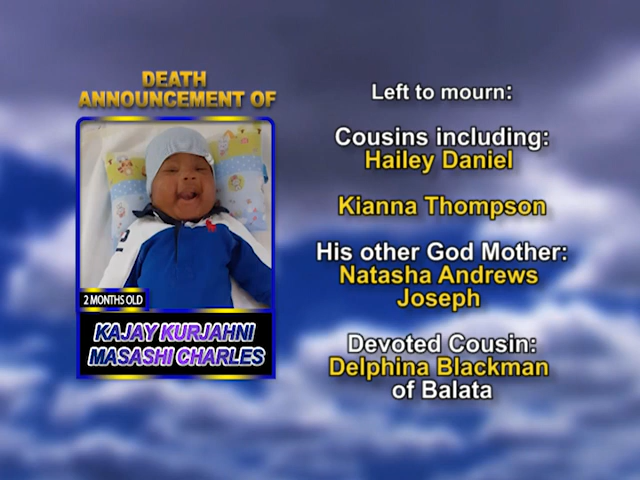 DEATH
ANNOUNCEMENT OF
2 MONTHS OLD
KAJAY KURJAHNI
MASASHI CHARLES
Left to mourn:
Cousins including:
Hailey Daniel
Kianna Thompson
His other God Mother:
Natasha Andrews
Joseph
Devoted Cousin:
Delphina Blackman
of Balata